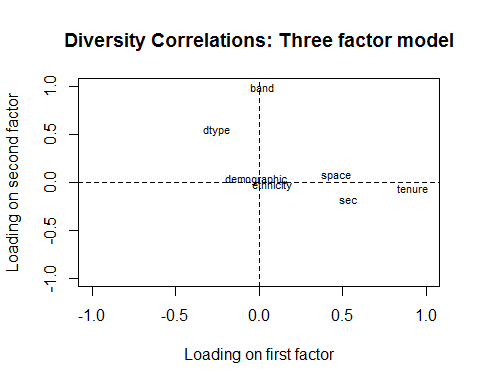 Diversity Correlations: Three factor model
Loading on second factor
1.0
0.5
0.0
-0.5
-1.0
band
dtype
demographic
space
ethnicity
tenure
sec
-1.0 -0.5 0.0 0.5 1.0
Loading on first factor